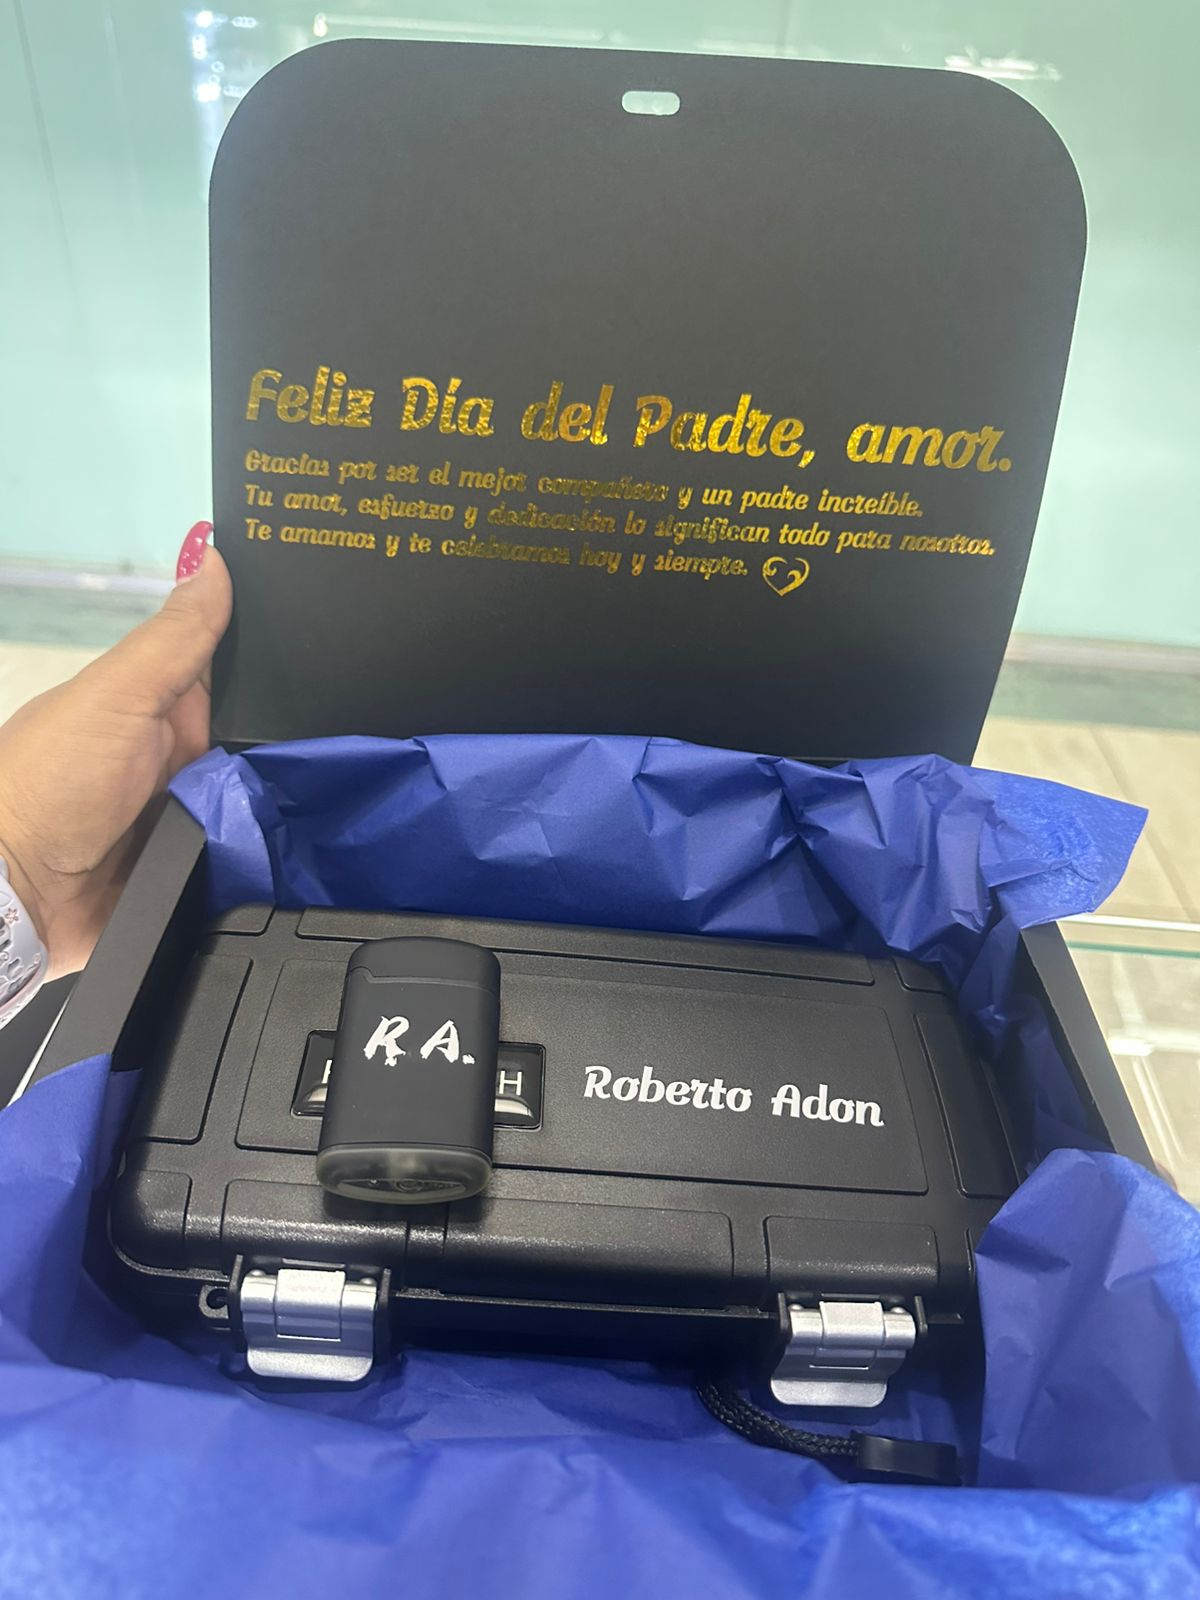 Feliz Día del Padre, amor.
Gracias por ser el mejor compañero y un padre increíble.
Tu amor, esfuerzo y dedicación lo significan todo para nosotros.
Te amamos y te celebramos hoy y siempre.
R A.
H
Roberto Adon